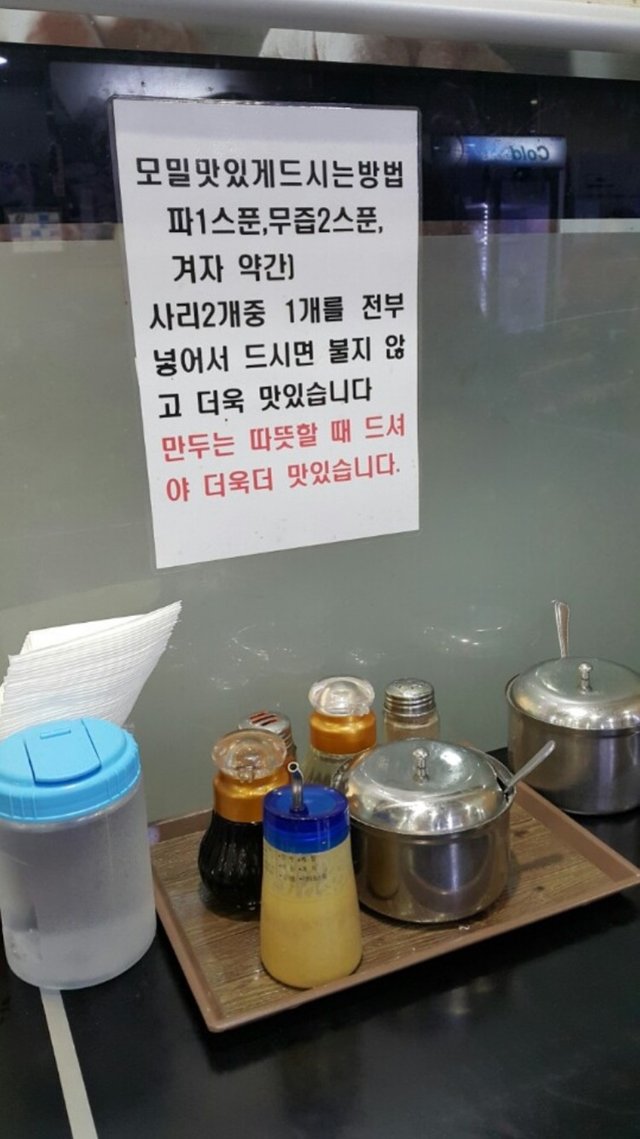 Cold
모밀맛있게드시는방법
파1스푼,무즙2스푼,
겨자 약간)
사리2개중 1개를 전부
넣어서 드시면 불지 않
고 더욱 맛있습니다
만두는 따뜻할 때 드셔
야 더욱더 맛있습니다.